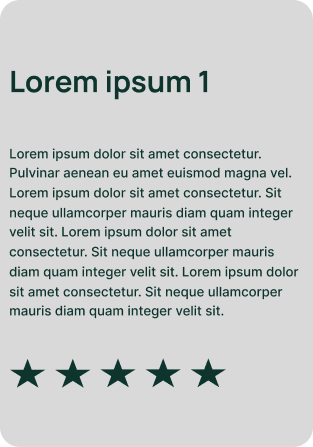 Lorem ipsum 1
Lorem ipsum dolor sit amet consectetur.
Pulvinar aenean eu amet euismod magna vel.
Lorem ipsum dolor sit amet consectetur. Sit
neque ullamcorper mauris diam quam integer
velit sit. Lorem ipsum dolor sit amet
consectetur. Sit neque ullamcorper mauris
diam quam integer velit sit. Lorem ipsum dolor
sit amet consectetur. Sit neque ullamcorper
mauris diam quam integer velit sit.